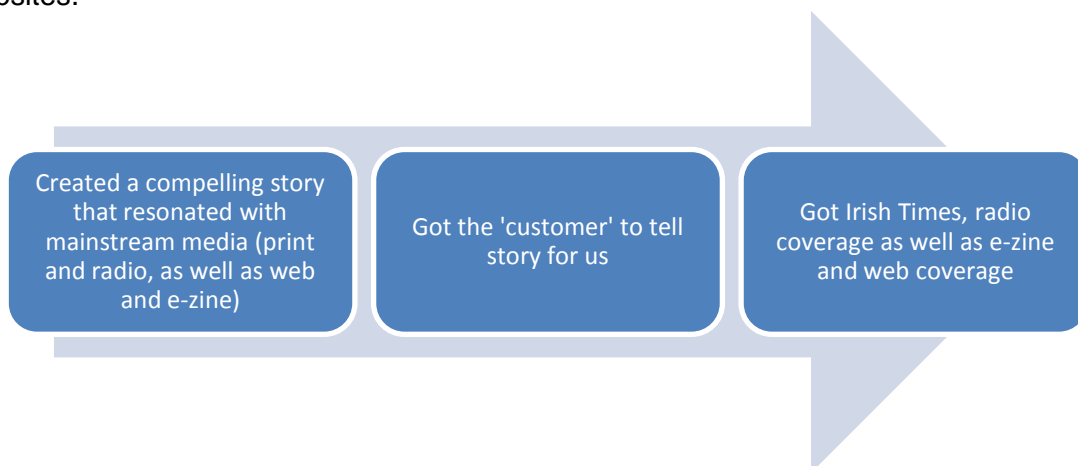 Created a compelling story
that resonated with
mainstream media (print
and radio, as well as web
and e-zine)
Got the 'customer' to tell
story for us
Got Irish Times, radio
coverage as well as e-zine
and web coverage